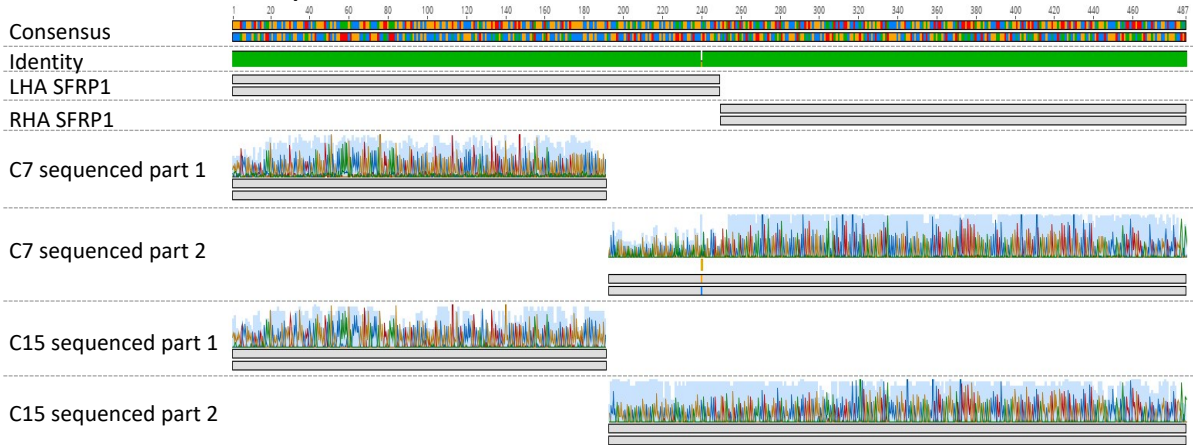 1 20 40 60 80 100 120 140 160 180 200 220 240 260 280 300 320 340 360 380 400 420 440 460 487
Consensus
Identity
LHA SFRP1
RHA SFRP1
C7 sequenced part 1
C7 sequenced part 2
C15 sequenced part 1
C15 sequenced part 2